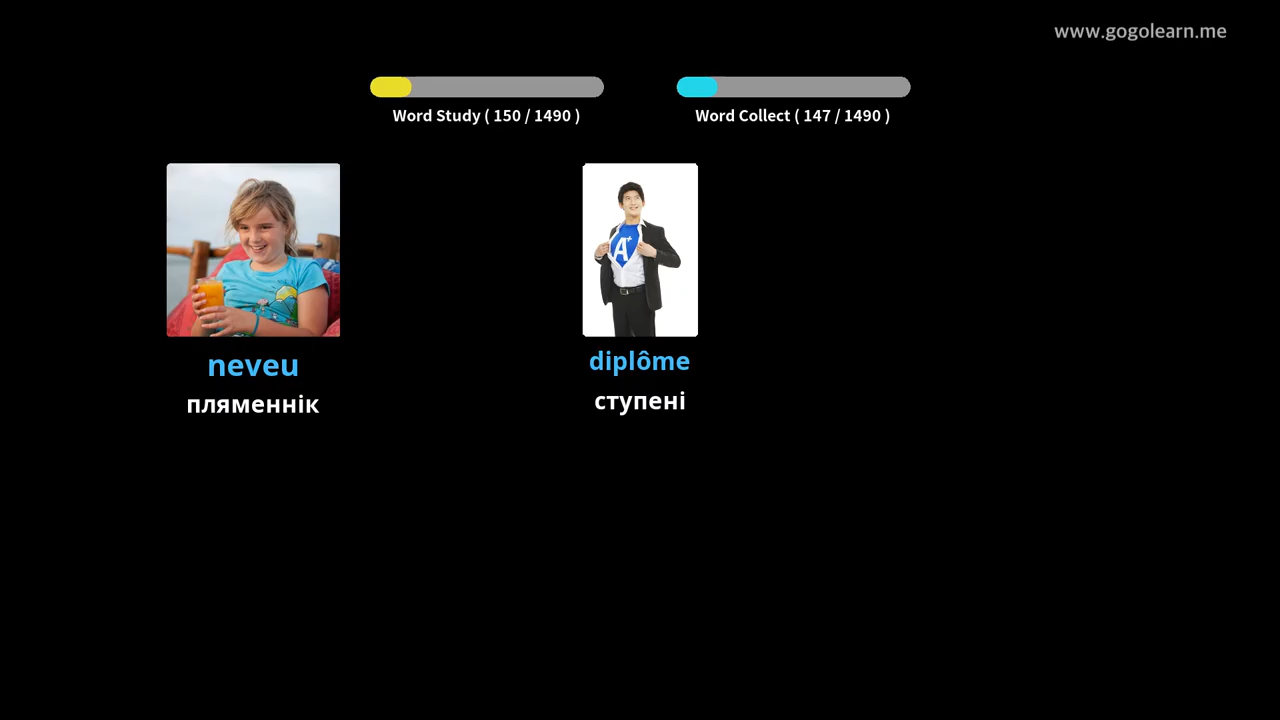 www.gogolearn.me
Word Study ( 150 / 1490 )
Word Collect ( 147 / 1490 )
A+
neveu
пляменнік
diplôme
ступені